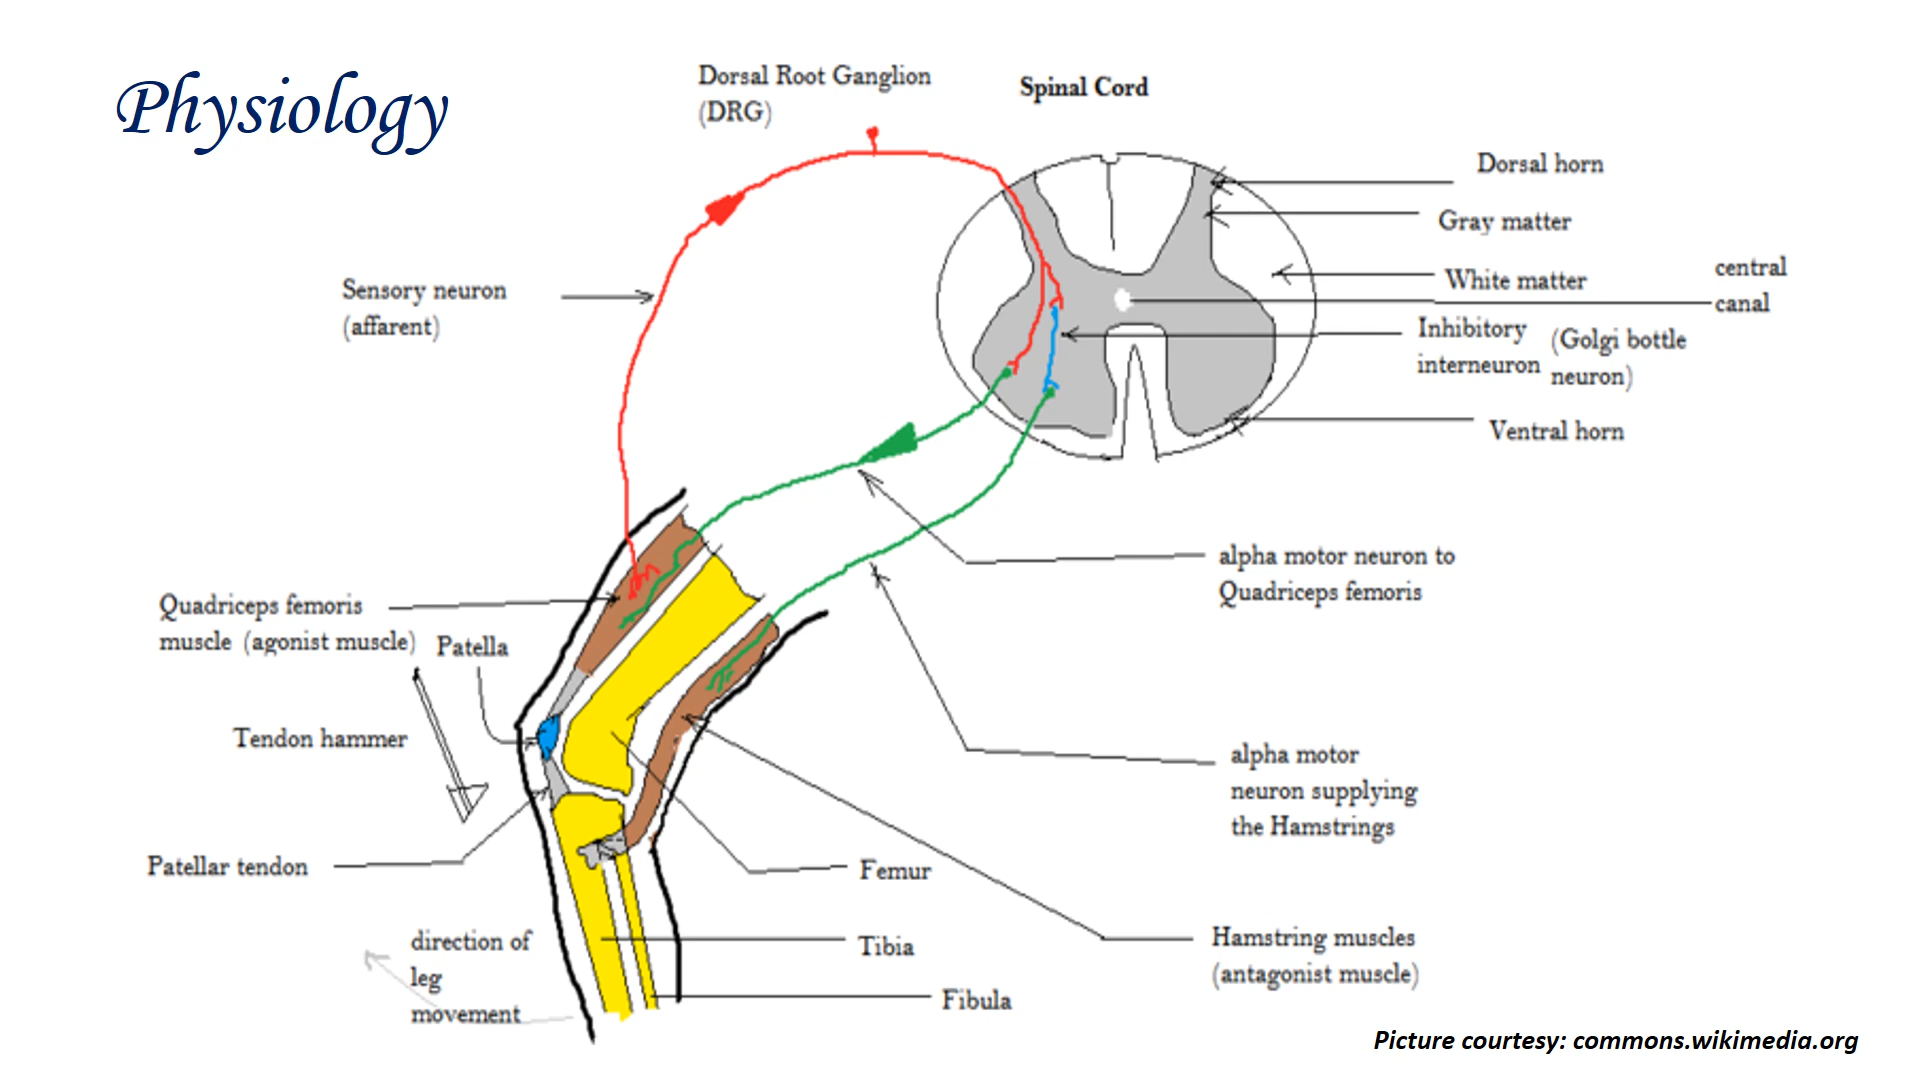 Physiology
Dorsal Root Ganglion
(DRG)
Spinal Cord
Dorsal horn
Gray matter
White matter
central
canal
Inhibitory
interneuron
(Golgi bottle
neuron)
Ventral horn
Sensory neuron
(affarent)
alpha motor neuron to
Quadriceps femoris
Quadriceps femoris
muscle (agonist muscle)
Patella
Tendon hammer
Patellar tendon
alpha motor
neuron supplying
the Hamstrings
Femur
Tibia
Fibula
Hamstring muscles
(antagonist muscle)
direction of
leg
movement
Picture courtesy: commons.wikimedia.org